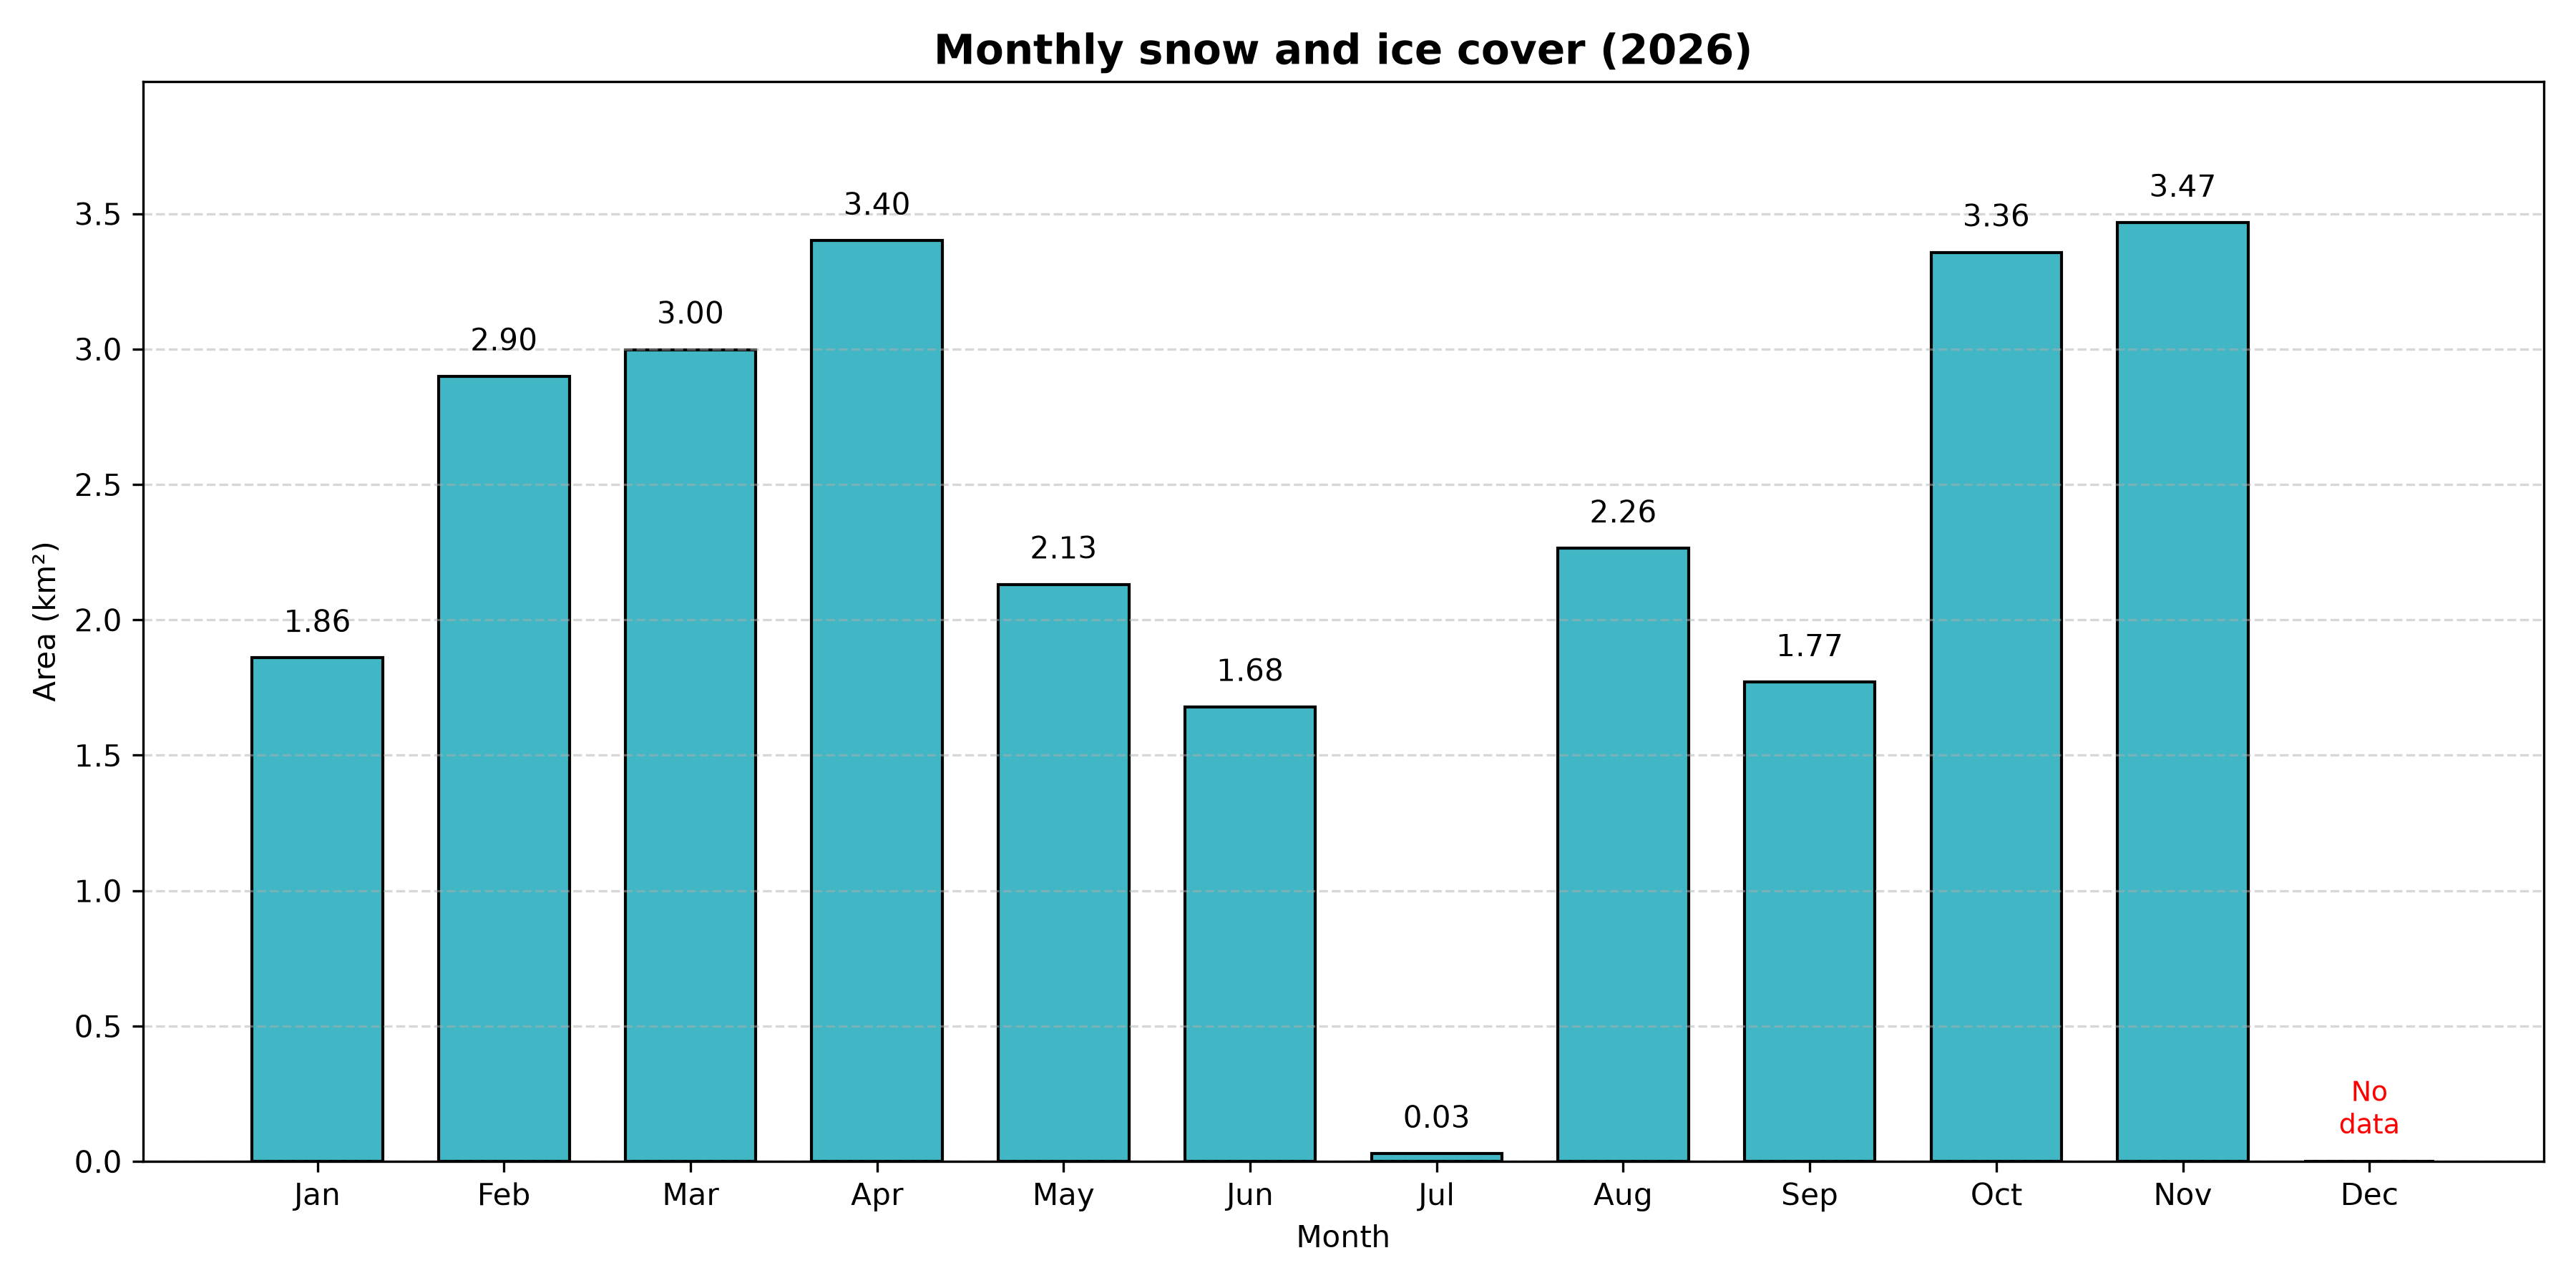 Monthly snow and ice cover (2026)
Area (km²)
3.5
3.0
2.5
2.0
1.5
1.0
0.5
0.0
1.86
2.90
3.00
3.40
2.13
1.68
0.03
2.26
1.77
3.36
3.47
No
data
Jan
Feb
Mar
Apr
May
Jun
Jul
Aug
Sep
Oct
Nov
Dec
Month